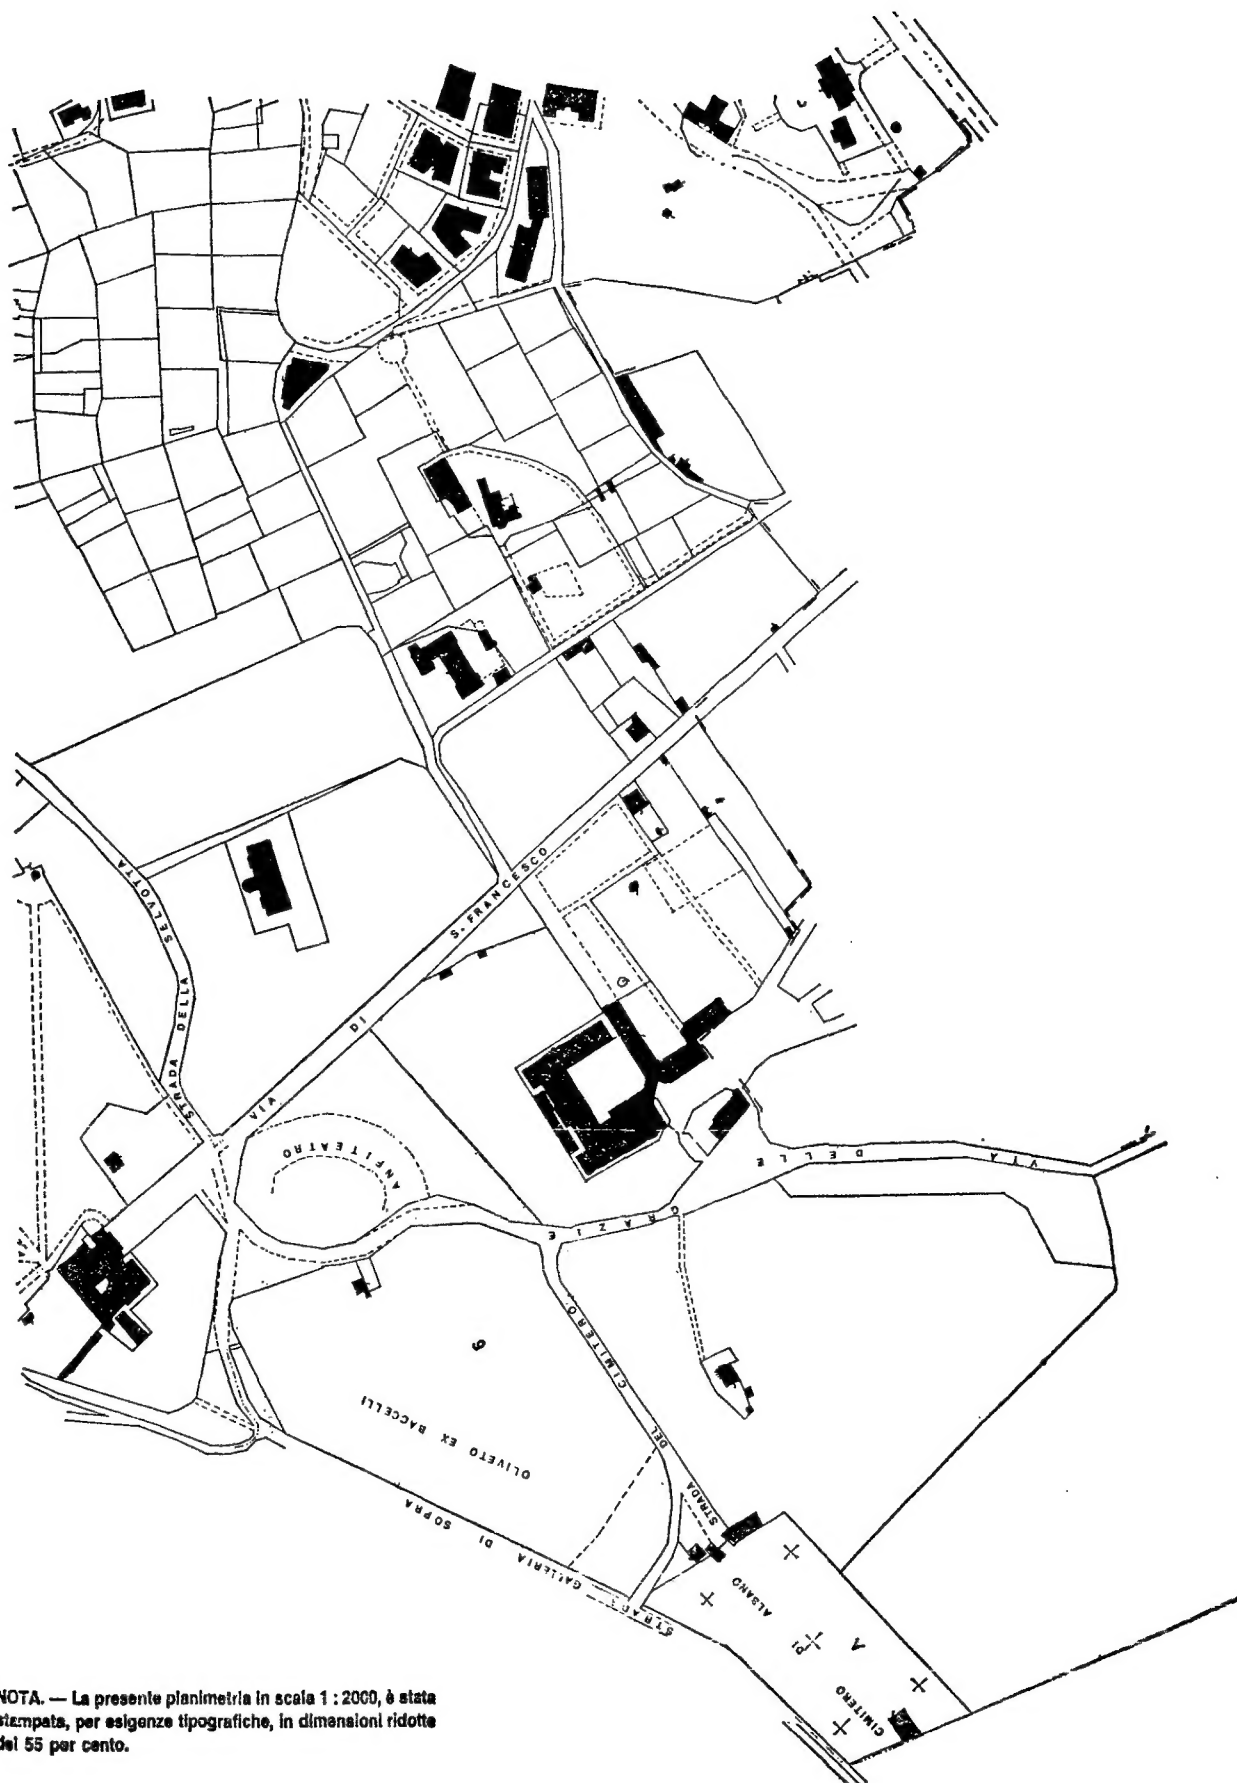 STRADA DELLA SELVOTTA
VIA DI S. FRANCESCO
ANFITEATRO
VIA DELLE GRAZIE
STRADA DEL CIMITERO
9
OLIVETO EX BACCELLI
STRADA GALLERIA DI SOPRA
CIMITERO DI ALBANO
NOTA. — La presente planimetria in scala 1 : 2000, è stata
stampata, per esigenze tipografiche, in dimensioni ridotte
del 55 per cento.